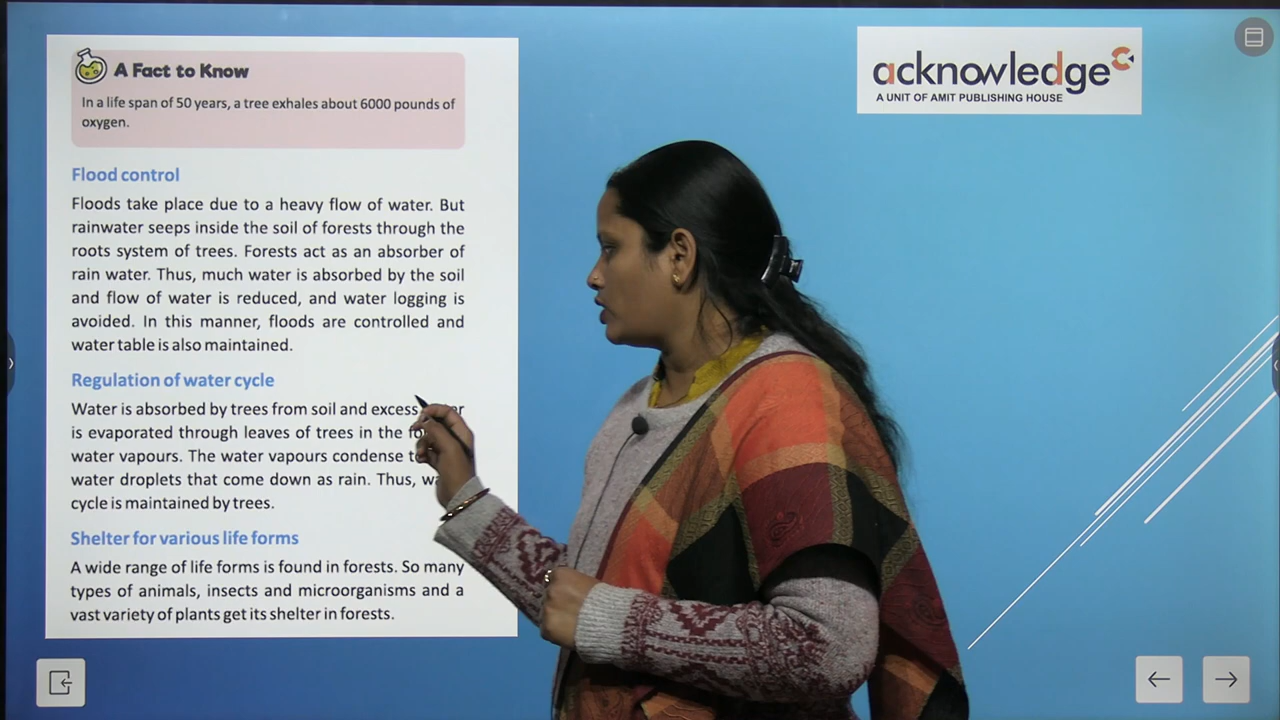 A Fact to Know
In a life span of 50 years, a tree exhales about 6000 pounds of
oxygen.
Flood control
Floods take place due to a heavy flow of water. But
rainwater seeps inside the soil of forests through the
roots system of trees. Forests act as an absorber of
rain water. Thus, much water is absorbed by the soil
and flow of water is reduced, and water logging is
avoided. In this manner, floods are controlled and
water table is also maintained.
Regulation of water cycle
Water is absorbed by trees from soil and excess
is evaporated through leaves of trees in the
water vapours. The water vapours condense
water droplets that come down as rain. Thus,
cycle is maintained by trees.
Shelter for various life forms
A wide range of life forms is found in forests. So many
types of animals, insects and microorganisms and a
vast variety of plants get its shelter in forests.
acknowledge
A UNIT OF AMIT PUBLISHING HOUSE